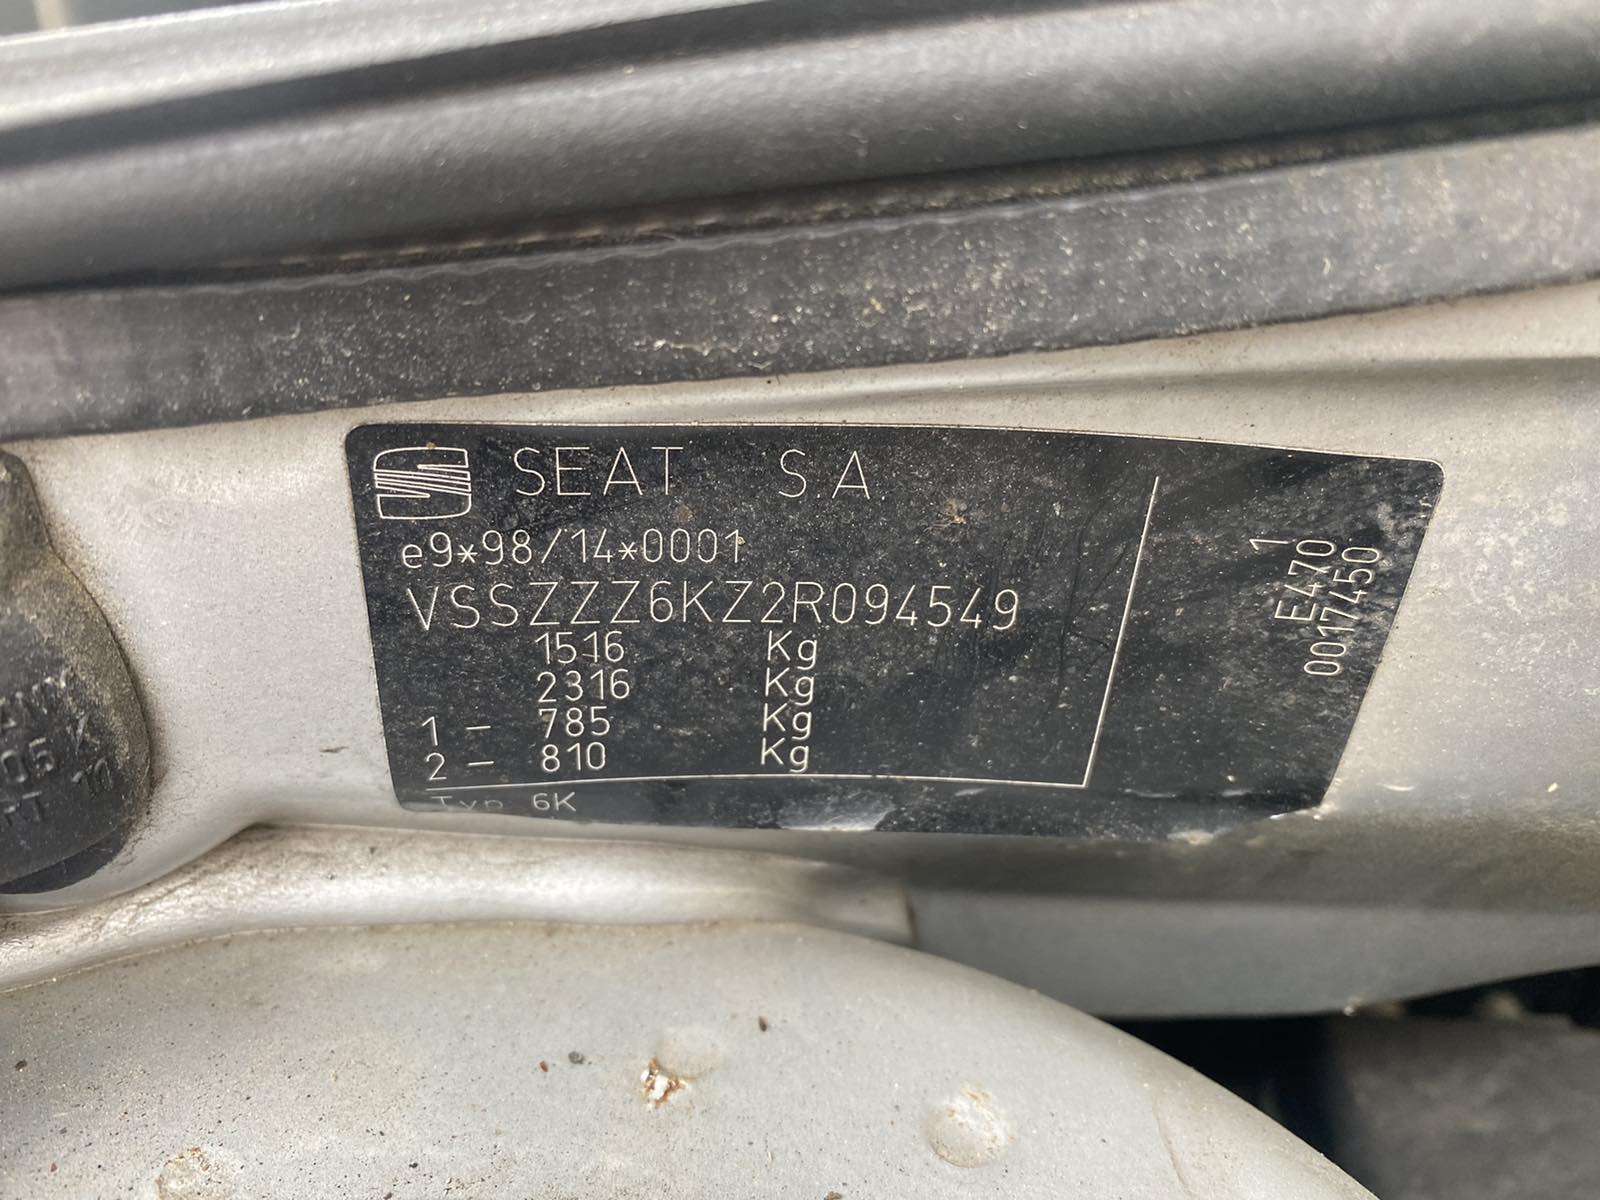 SEAT S.A
e9*98/14*0001
VSSZZZ6KZ2R094549
1516 Kg
2316 Kg
1 - 785 Kg
2 - 810 Kg
Typ 6K
1
E470
0017450
05